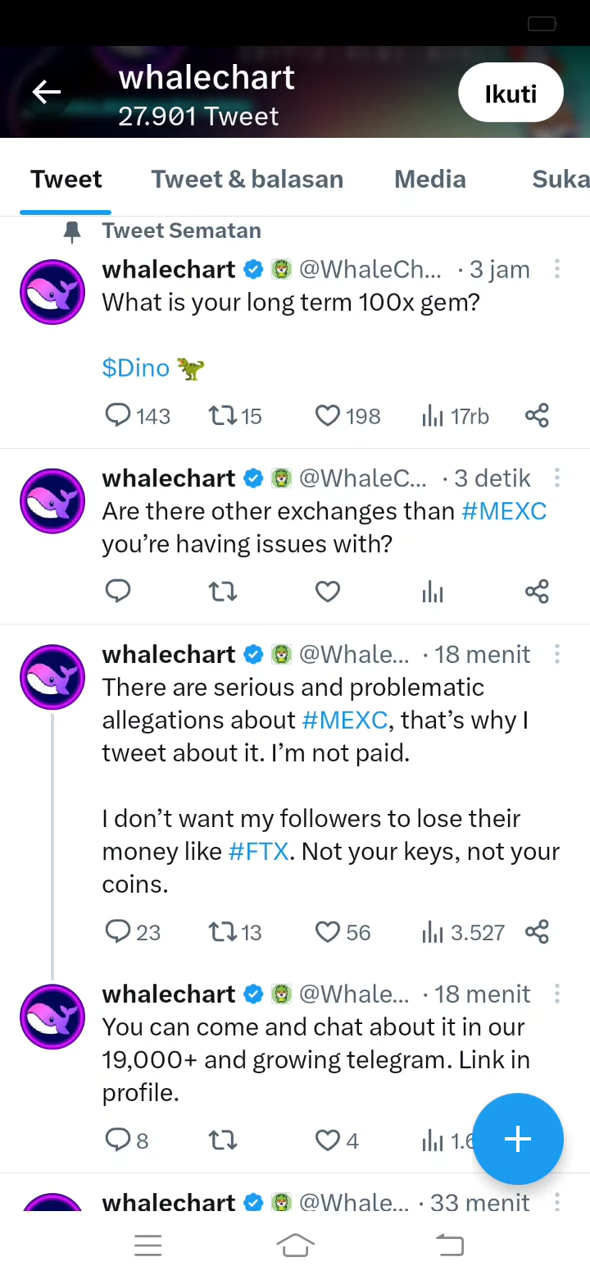 whalechart
27.901 Tweet
Ikuti
Tweet
Tweet & balasan
Media
Suka
Tweet Sematan
whalechart @WhaleCh... · 3 jam
What is your long term 100x gem?
$Dino 🦖
143 15 198 17rb
whalechart @WhaleC... · 3 detik
Are there other exchanges than #MEXC
you're having issues with?
whalechart @Whale... · 18 menit
There are serious and problematic
allegations about #MEXC, that's why I
tweet about it. I'm not paid.
I don't want my followers to lose their
money like #FTX. Not your keys, not your
coins.
23 13 56 3.527
whalechart @Whale... · 18 menit
You can come and chat about it in our
19,000+ and growing telegram. Link in
profile.
8 4
whalechart @Whale... · 33 menit